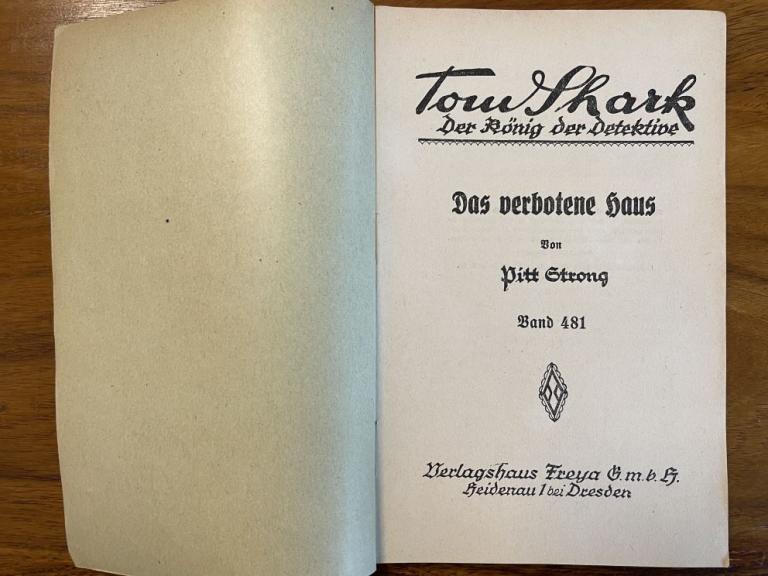 Tom Shark
Der König der Detektive
Das verbotene Haus
Von
Pitt Strong
Band 481
Verlagshaus Freya G.m.b.H.
Heidenau 1 bei Dresden